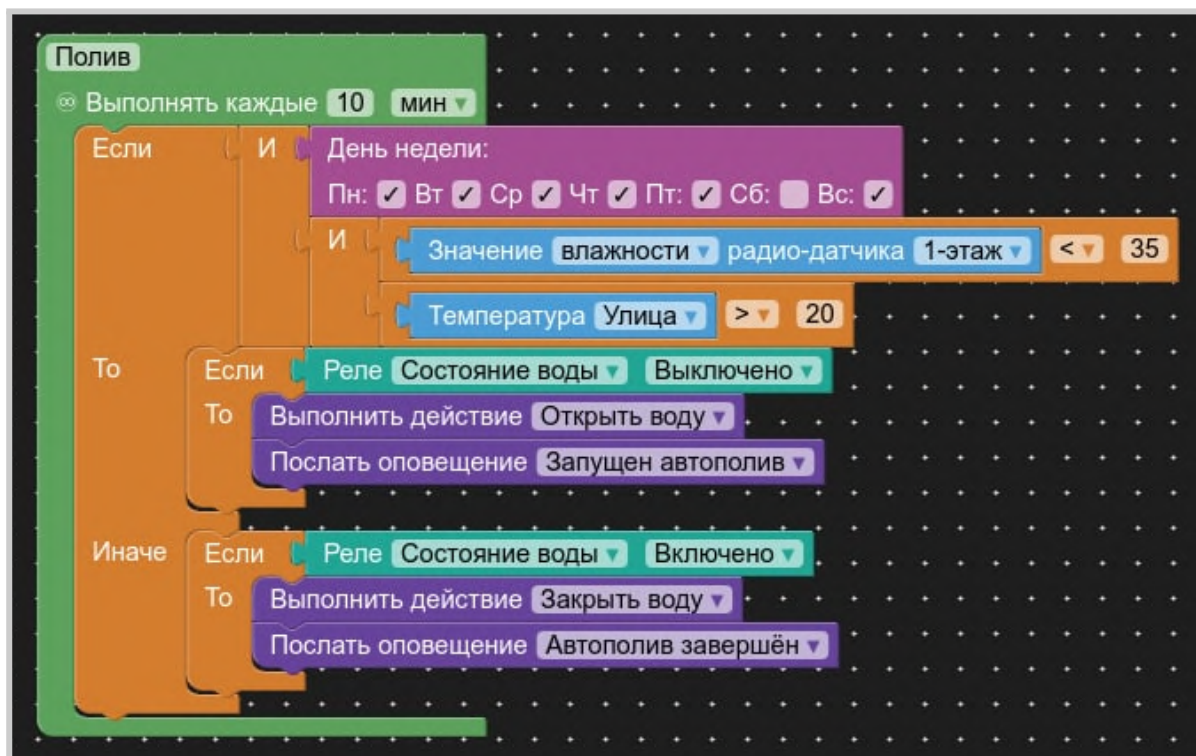 Полив
∞ Выполнять каждые 10 мин
Если И День недели:
Пн: ✓ Вт ✓ Ср ✓ Чт ✓ Пт: ✓ Сб: Вс: ✓
И Значение влажности радио-датчика 1-этаж < 35
Температура Улица > 20
То Если Реле Состояние воды Выключено
То Выполнить действие Открыть воду
Послать оповещение Запущен автополив
Иначе Если Реле Состояние воды Включено
То Выполнить действие Закрыть воду
Послать оповещение Автополив завершён